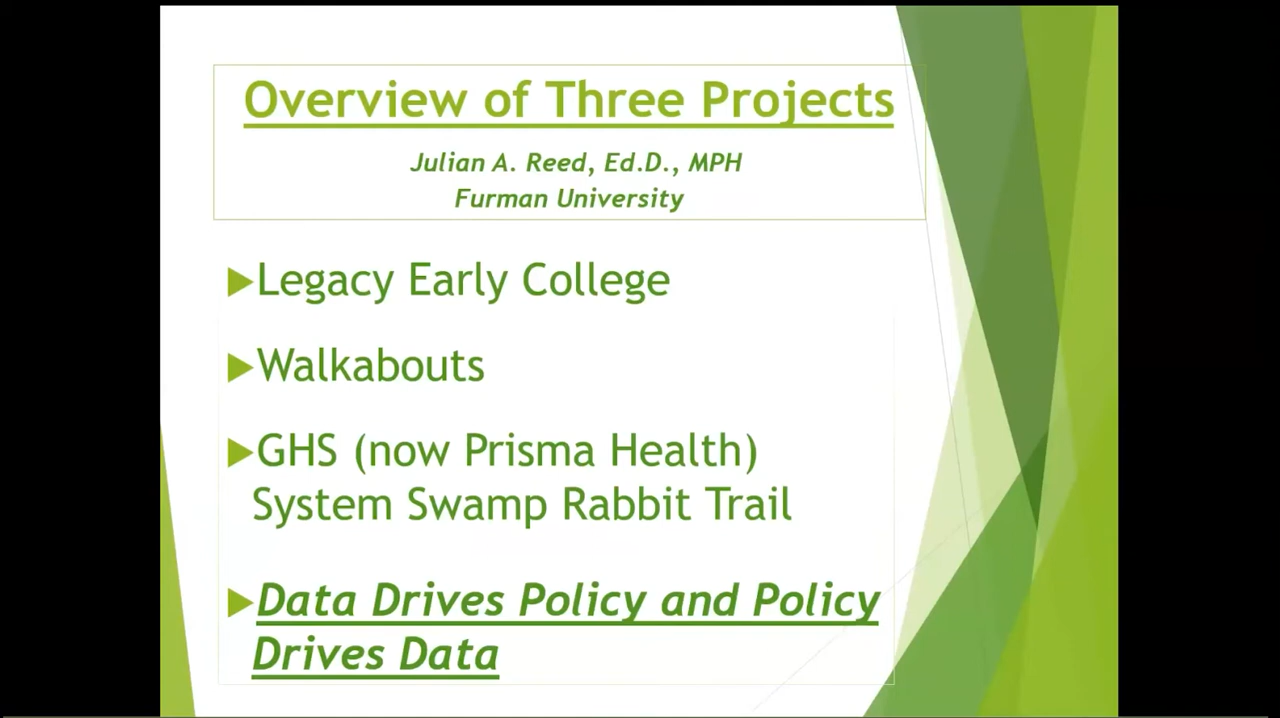 Overview of Three Projects
Julian A. Reed, Ed.D., MPH
Furman University
Legacy Early College
Walkabouts
GHS (now Prisma Health)
System Swamp Rabbit Trail
Data Drives Policy and Policy
Drives Data